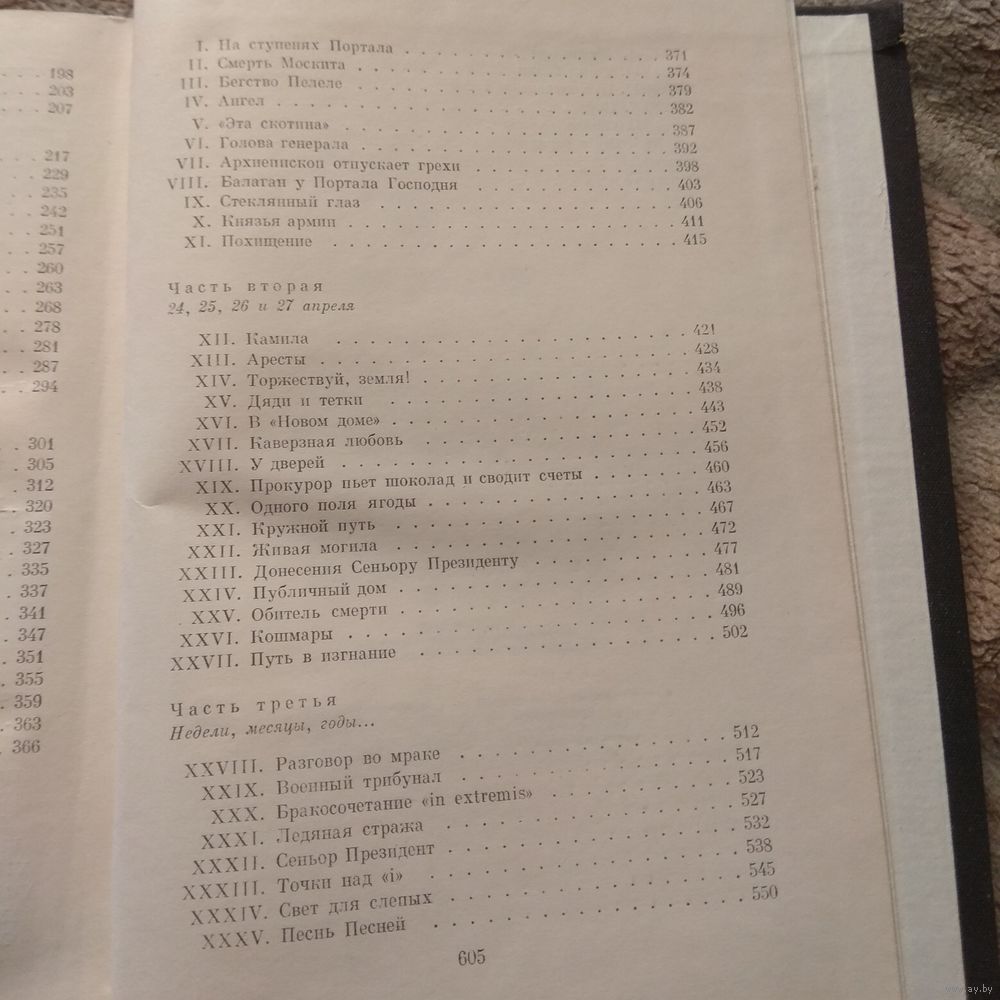 198
203
207
217
229
235
242
251
257
260
263
268
278
281
287
294
301
305
312
320
323
327
335
337
341
347
351
355
359
363
366
I. На ступенях Портала 371
II. Смерть Москита 374
III. Бегство Пелеле 379
IV. Ангел 382
V. «Эта скотина» 387
VI. Голова генерала 392
VII. Архиепископ отпускает грехи 398
VIII. Балаган у Портала Господня 403
IX. Стеклянный глаз 406
X. Князья армии 411
XI. Похищение 415
Часть вторая
24, 25, 26 и 27 апреля
XII. Камила 421
XIII. Аресты 428
XIV. Торжествуй, земля! 434
XV. Дяди и тетки 438
XVI. В «Новом доме» 443
XVII. Каверзная любовь 452
XVIII. У дверей 456
XIX. Прокурор пьет шоколад и сводит счеты 460
XX. Одного поля ягоды 463
XXI. Кружной путь 467
XXII. Живая могила 472
XXIII. Донесения Сеньору Президенту 477
XXIV. Публичный дом 481
XXV. Обитель смерти 489
XXVI. Кошмары 496
XXVII. Путь в изгнание 502
Часть третья
Недели, месяцы, годы...
XXVIII. Разговор во мраке 512
XXIX. Военный трибунал 517
XXX. Бракосочетание «in extremis» 523
XXXI. Ледяная стража 527
XXXII. Сеньор Президент 532
XXXIII. Точки над «i» 538
XXXIV. Свет для слепых 545
XXXV. Песнь Песней 550
605
www.ay.by